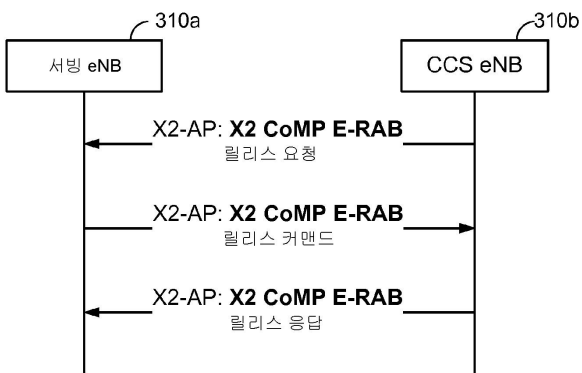 310a
310b
서빙 eNB
CCS eNB
X2-AP: X2 CoMP E-RAB
릴리스 요청
X2-AP: X2 CoMP E-RAB
릴리스 커맨드
X2-AP: X2 CoMP E-RAB
릴리스 응답